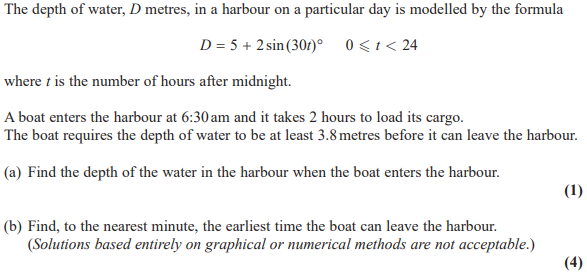 The depth of water, D metres, in a harbour on a particular day is modelled by the formula
D = 5 + 2 sin (30t)° 0 ⩽ t < 24
where t is the number of hours after midnight.
A boat enters the harbour at 6:30 am and it takes 2 hours to load its cargo.
The boat requires the depth of water to be at least 3.8 metres before it can leave the harbour.
(a) Find the depth of the water in the harbour when the boat enters the harbour.
(1)
(b) Find, to the nearest minute, the earliest time the boat can leave the harbour.
(Solutions based entirely on graphical or numerical methods are not acceptable.)
(4)